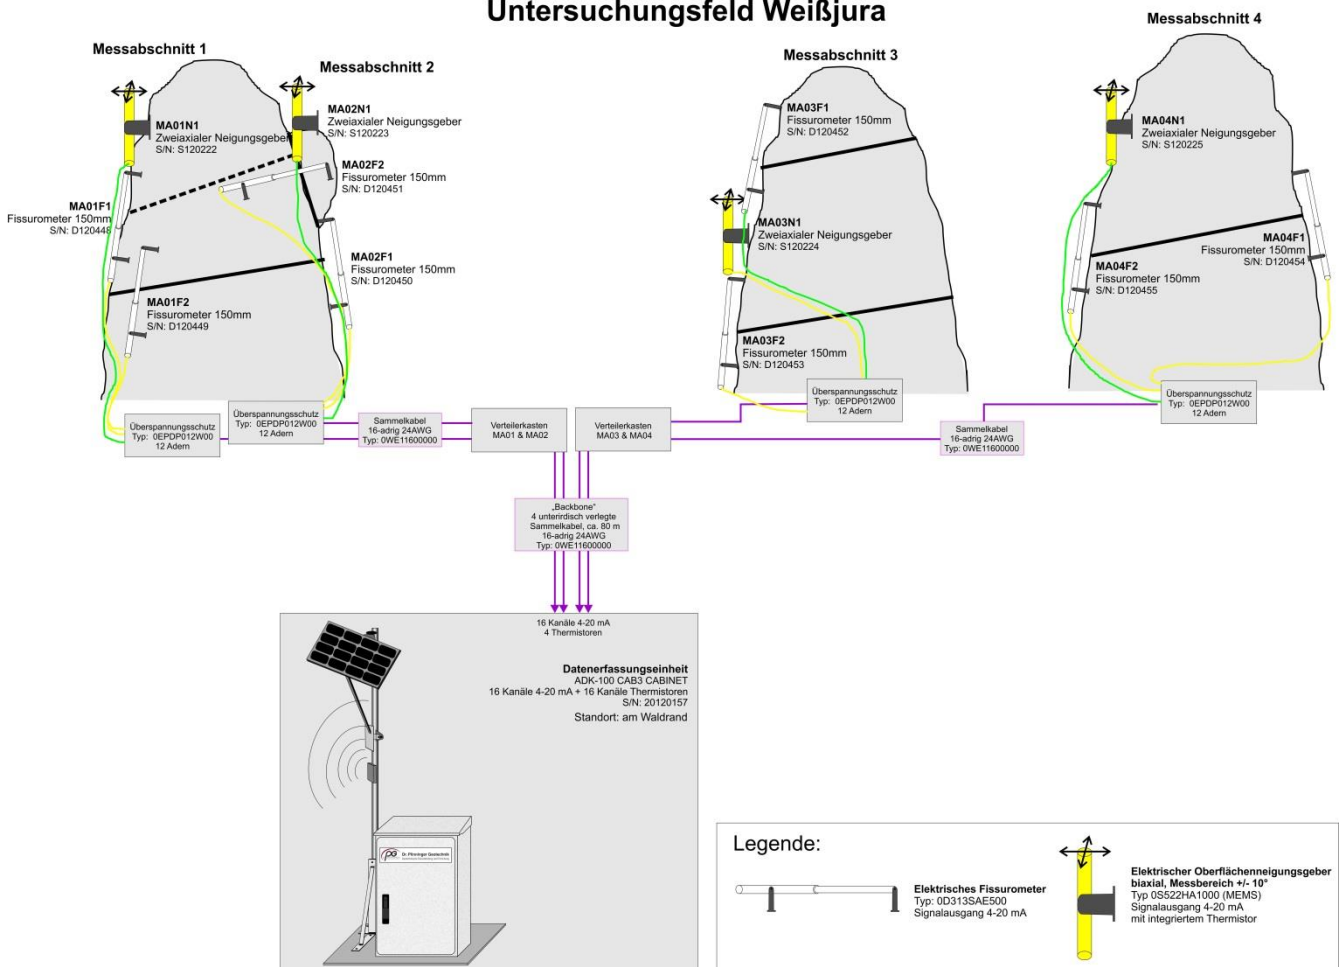 Untersuchungsfeld Weißjura
Messabschnitt 1
Messabschnitt 2
Messabschnitt 3
Messabschnitt 4
MA01N1
Zweiaxialer Neigungsgeber
S/N: S120222
MA02N1
Zweiaxialer Neigungsgeber
S/N: S120223
MA02F2
Fissurometer 150mm
S/N: D120451
MA01F1
Fissurometer 150mm
S/N: D120448
MA02F1
Fissurometer 150mm
S/N: D120450
MA01F2
Fissurometer 150mm
S/N: D120449
MA03F1
Fissurometer 150mm
S/N: D120452
MA03N1
Zweiaxialer Neigungsgeber
S/N: S120224
MA03F2
Fissurometer 150mm
S/N: D120453
MA04N1
Zweiaxialer Neigungsgeber
S/N: S120225
MA04F1
Fissurometer 150mm
S/N: D120454
MA04F2
Fissurometer 150mm
S/N: D120455
Überspannungsschutz
Typ: 0EPDP012W00
12 Adern
Überspannungsschutz
Typ: 0EPDP012W00
12 Adern
Sammelkabel
16-adrig 24AWG
Typ: 0WE11600000
Verteilerkasten
MA01 & MA02
Verteilerkasten
MA03 & MA04
Überspannungsschutz
Typ: 0EPDP012W00
12 Adern
Sammelkabel
16-adrig 24AWG
Typ: 0WE11600000
Überspannungsschutz
Typ: 0EPDP012W00
12 Adern
„Backbone"
4 unterirdisch verlegte
Sammelkabel, ca. 80 m
16-adrig 24AWG
Typ: 0WE11600000
16 Kanäle 4-20 mA
4 Thermistoren
Datenerfassungseinheit
ADK-100 CAB3 CABINET
16 Kanäle 4-20 mA + 16 Kanäle Thermistoren
S/N: 20120157
Standort: am Waldrand
Legende:
Elektrisches Fissurometer
Typ: 0D313SAE500
Signalausgang 4-20 mA
Elektrischer Oberflächenneigungsgeber
biaxial, Messbereich +/- 10°
Typ 0S522HA1000 (MEMS)
Signalausgang 4-20 mA
mit integriertem Thermistor